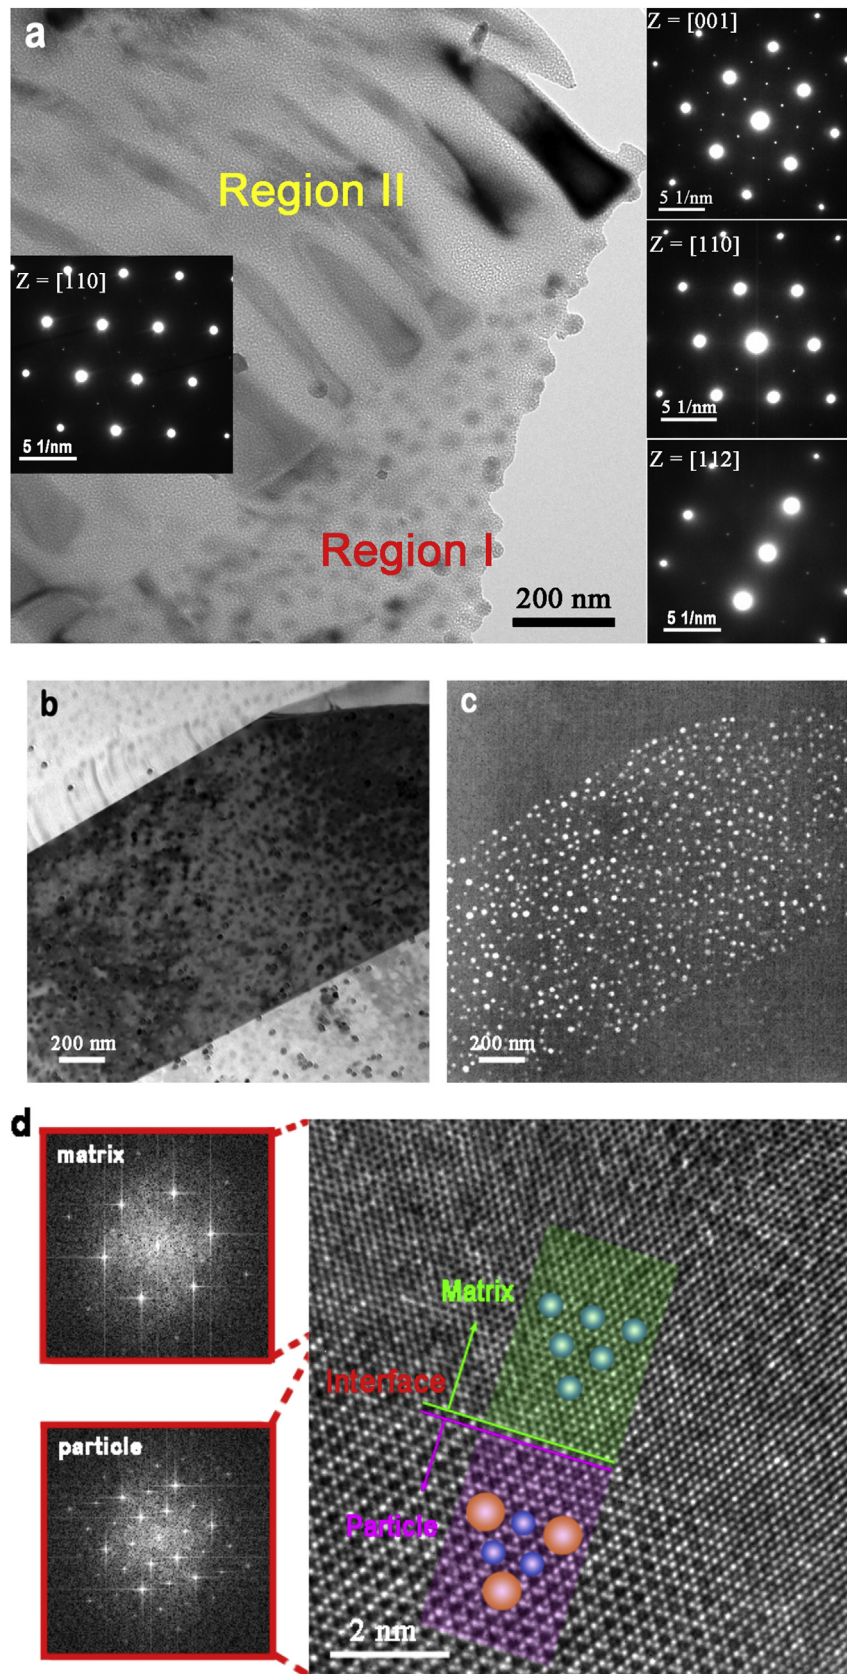 a
Z = [001]
5 1/nm
Region II
Z = [110]
5 1/nm
Z = [110]
5 1/nm
Z = [112]
5 1/nm
Region I
200 nm
b
200 nm
c
200 nm
d
matrix
Matrix
Interface
particle
Particle
2 nm